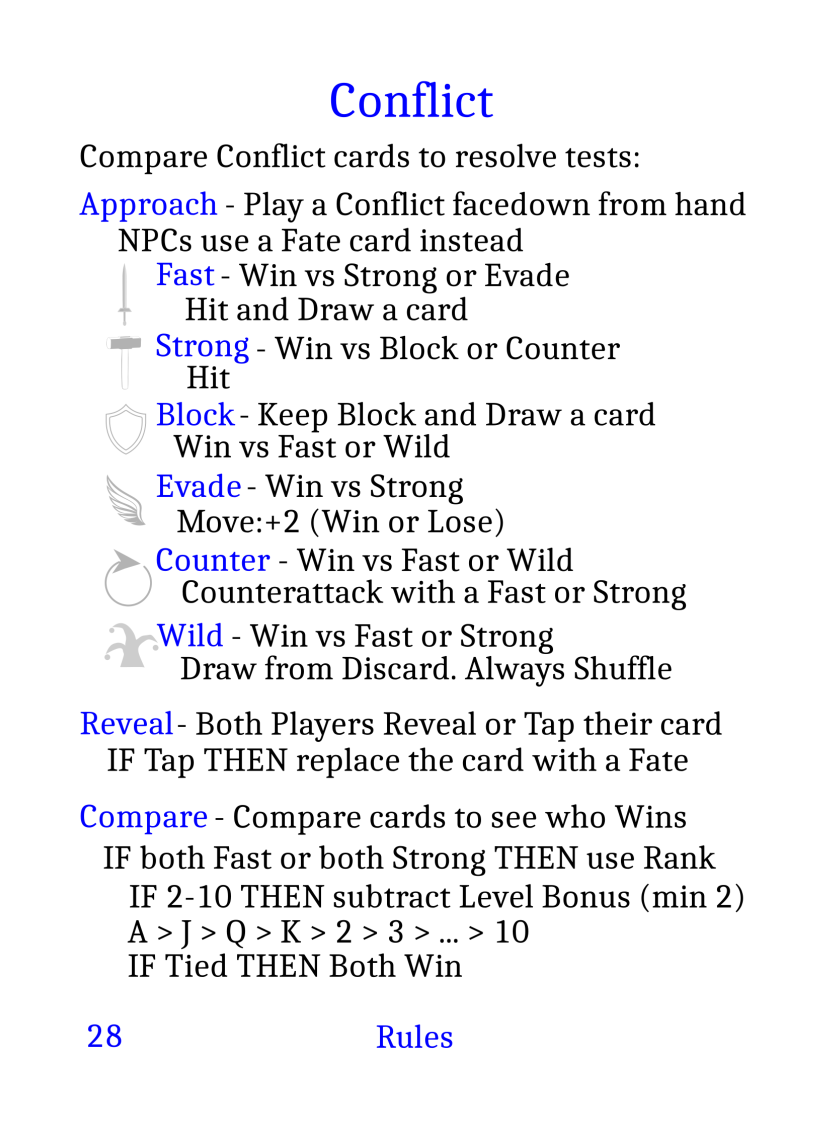 Conflict
Compare Conflict cards to resolve tests:
Approach - Play a Conflict facedown from hand
NPCs use a Fate card instead
Fast - Win vs Strong or Evade
Hit and Draw a card
Strong - Win vs Block or Counter
Hit
Block - Keep Block and Draw a card
Win vs Fast or Wild
Evade - Win vs Strong
Move:+2 (Win or Lose)
Counter - Win vs Fast or Wild
Counterattack with a Fast or Strong
Wild - Win vs Fast or Strong
Draw from Discard. Always Shuffle
Reveal - Both Players Reveal or Tap their card
IF Tap THEN replace the card with a Fate
Compare - Compare cards to see who Wins
IF both Fast or both Strong THEN use Rank
IF 2-10 THEN subtract Level Bonus (min 2)
A > J > Q > K > 2 > 3 > ... > 10
IF Tied THEN Both Win
28 Rules